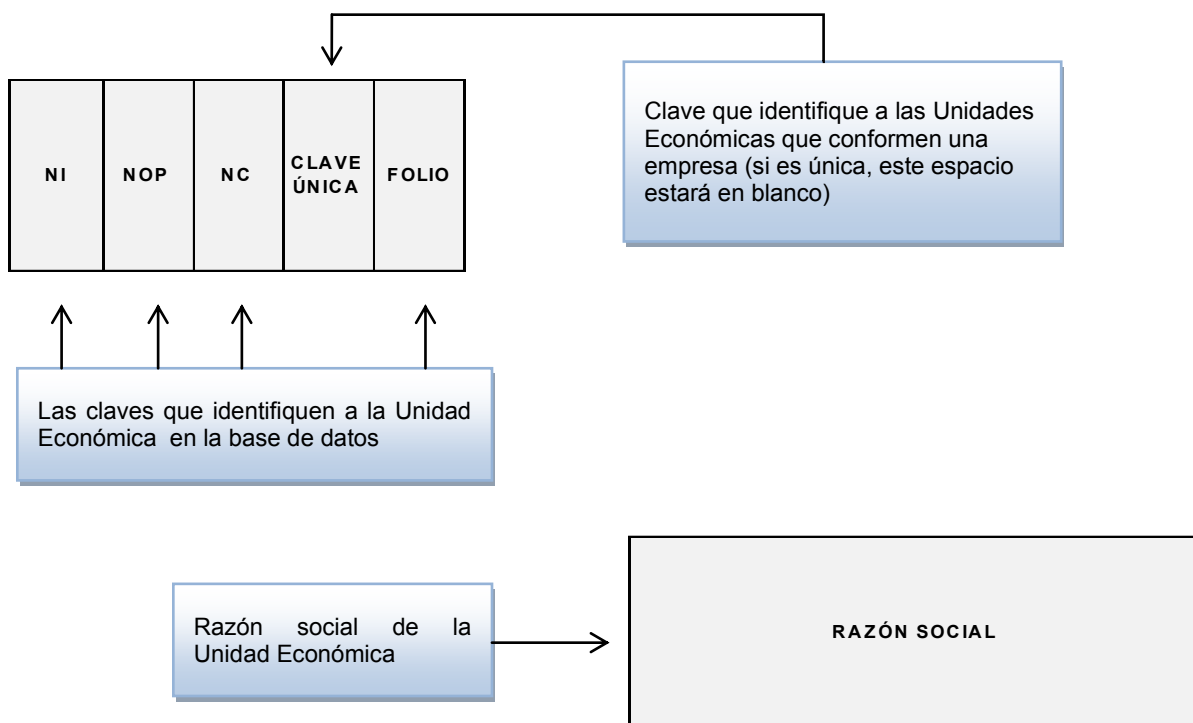 Clave que identifique a las Unidades
Económicas que conformen una
empresa (si es única, este espacio
estará en blanco)
NI
NOP
NC
CLAVE
ÚNICA
FOLIO
Las claves que identifiquen a la Unidad
Económica en la base de datos
Razón social de la
Unidad Económica
RAZÓN SOCIAL